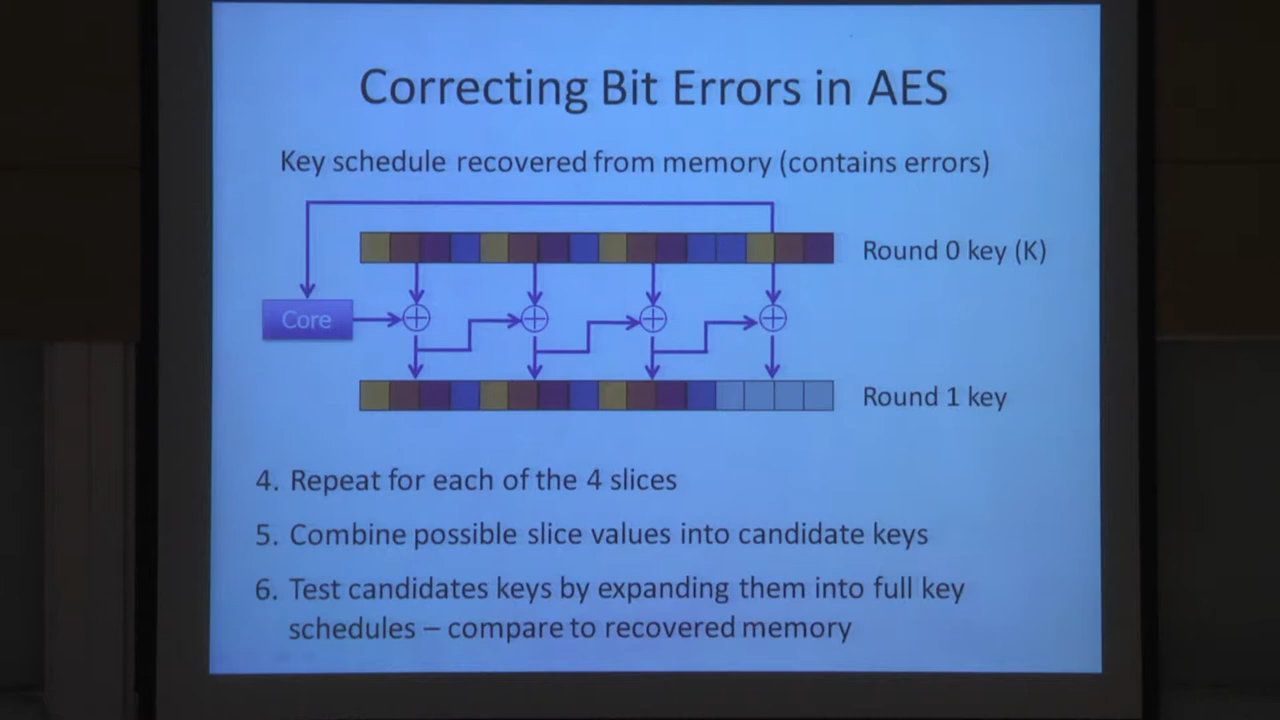 Correcting Bit Errors in AES
Key schedule recovered from memory (contains errors)
Round 0 key (K)
Core
Round 1 key
4. Repeat for each of the 4 slices
5. Combine possible slice values into candidate keys
6. Test candidates keys by expanding them into full key
schedules – compare to recovered memory